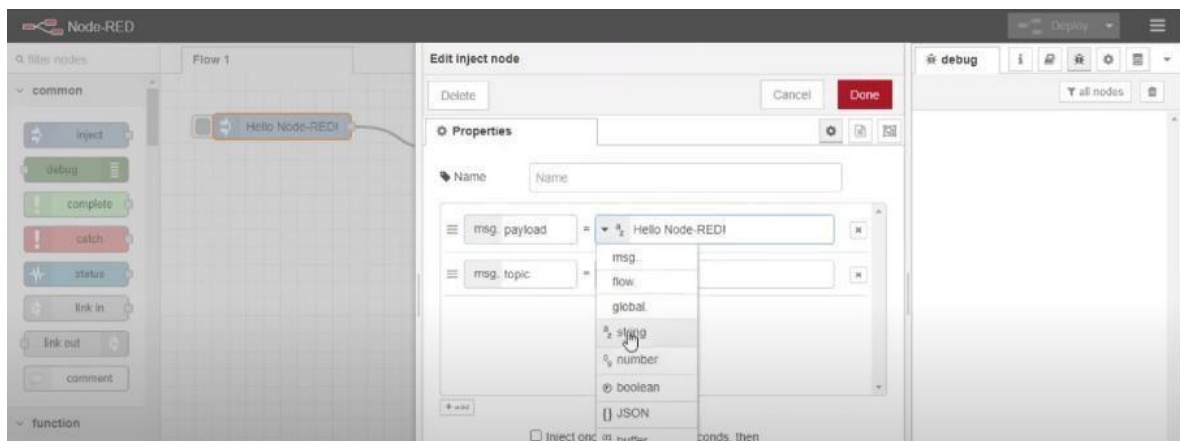 Node-RED
Deploy
filter nodes
Flow 1
Edit inject node
debug
i
Delete
Cancel
Done
all nodes
common
Properties
inject
Hello Node-REDI
debug
Name
Name
complete
msg. payload
=
Hello Node-REDI
catch
msg.
status
msg. topic
=
flow.
link in
global.
link out
string
number
comment
boolean
add
{} JSON
function
Inject once
buffer
conds, then